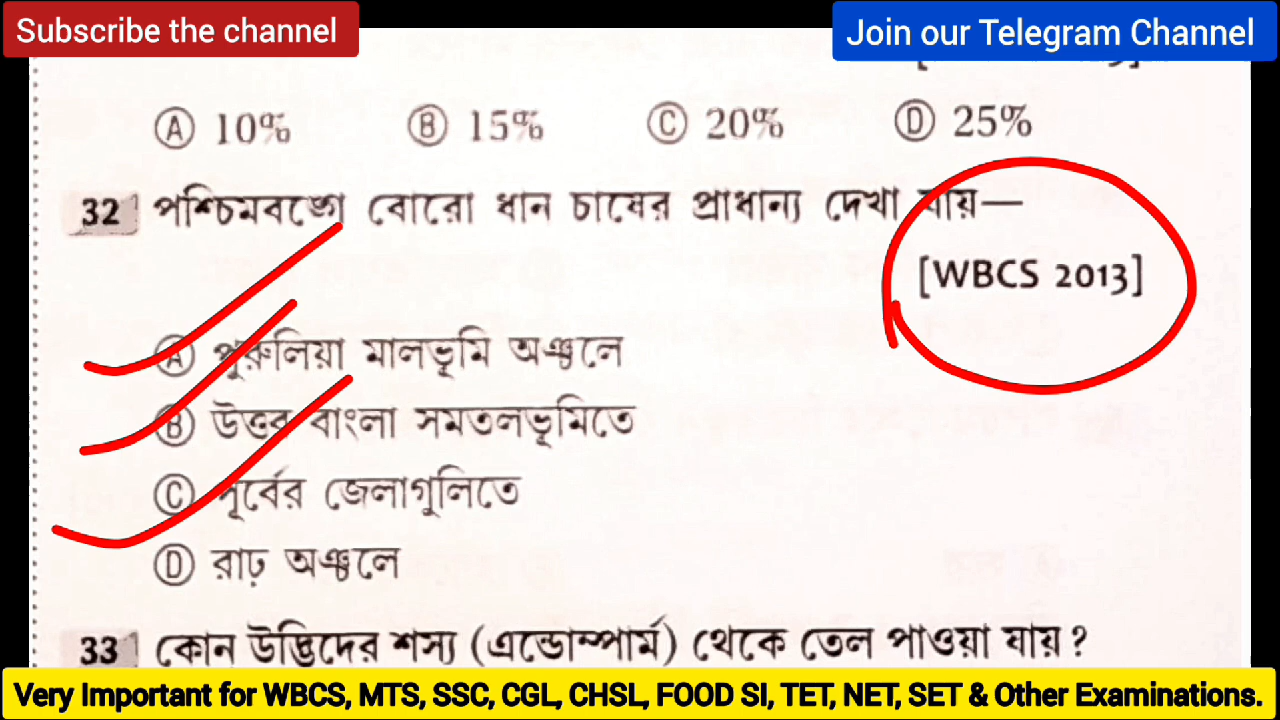 Subscribe the channel
Join our Telegram Channel
Ⓐ 10% Ⓑ 15% Ⓒ 20% Ⓓ 25%
32 পশ্চিমবঙ্গে বোরো ধান চাষের প্রাধান্য দেখা যায়—
[WBCS 2013]
Ⓐ পুরুলিয়া মালভূমি অঞ্চলে
Ⓑ উত্তর বাংলা সমতলভূমিতে
Ⓒ পূর্বের জেলাগুলিতে
Ⓓ রাঢ় অঞ্চলে
33 কোন উদ্ভিদের শস্য (এন্ডোস্পার্ম) থেকে তেল পাওয়া যায়?
Very Important for WBCS, MTS, SSC, CGL, CHSL, FOOD SI, TET, NET, SET & Other Examinations.